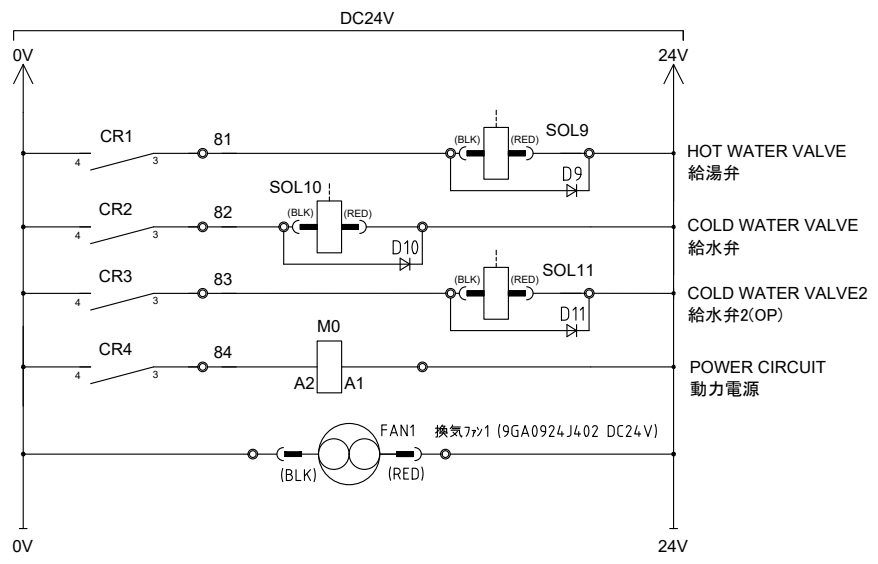 DC24V
0V
24V
CR1
4
3
81
(BLK)
(RED)
SOL9
D9
HOT WATER VALVE
給湯弁
CR2
4
3
82
SOL10
(BLK)
(RED)
D10
COLD WATER VALVE
給水弁
CR3
4
3
83
(BLK)
(RED)
SOL11
D11
COLD WATER VALVE2
給水弁2(OP)
CR4
4
3
84
M0
A2
A1
POWER CIRCUIT
動力電源
FAN1
換気ファン1 (9GA0924J402 DC24V)
(BLK)
(RED)
0V
24V